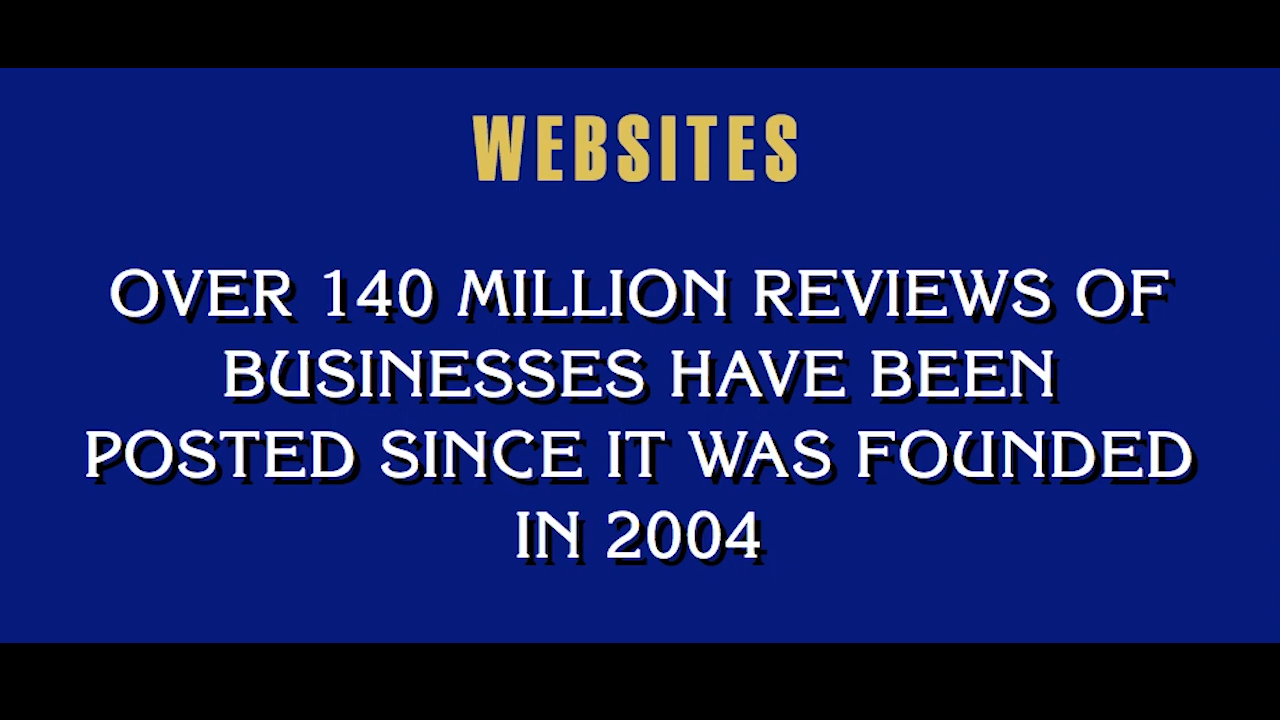 WEBSITES
OVER 140 MILLION REVIEWS OF
BUSINESSES HAVE BEEN
POSTED SINCE IT WAS FOUNDED
IN 2004